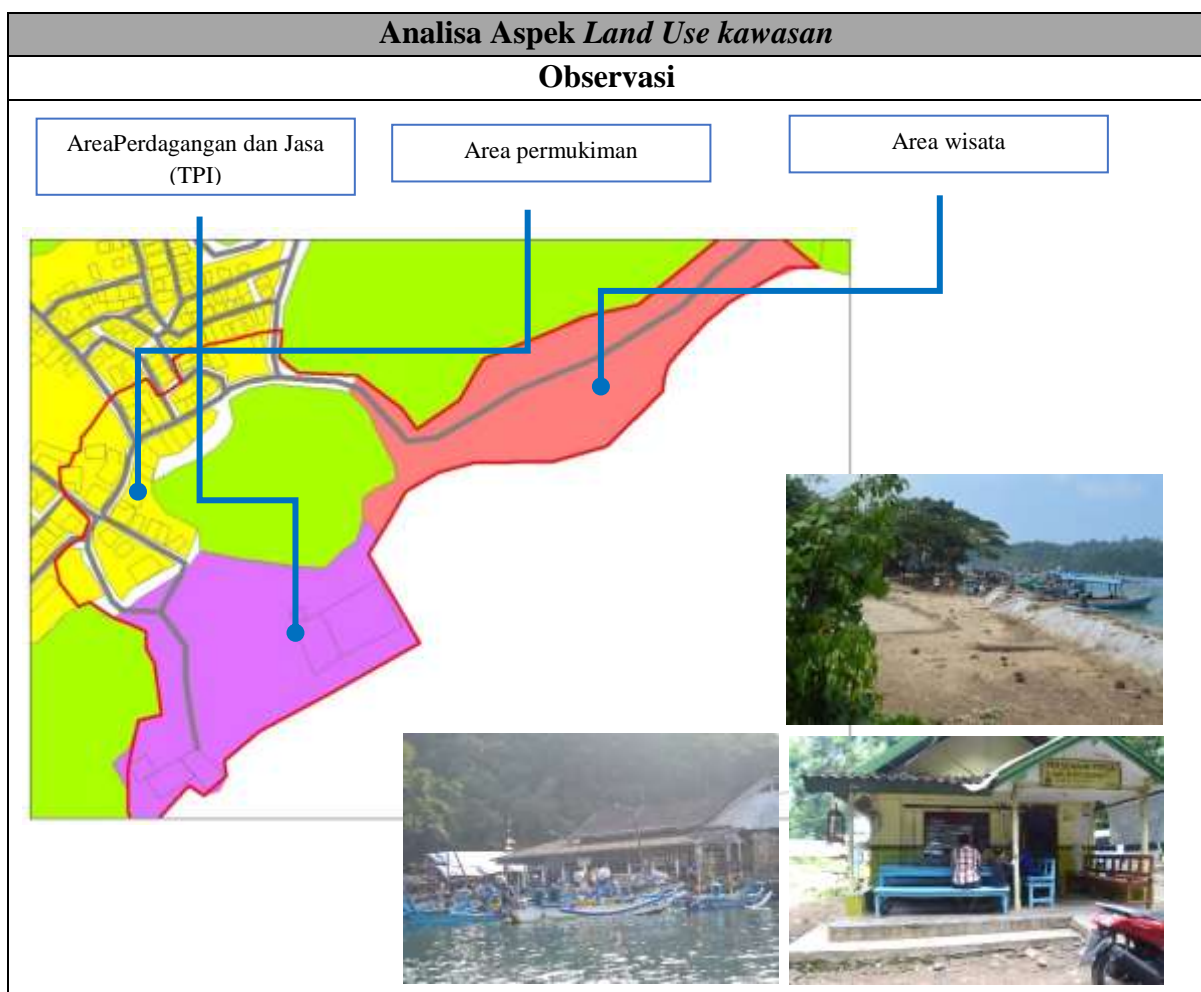 Analisa Aspek Land Use kawasan
Observasi
AreaPerdagangan dan Jasa
(TPI)
Area permukiman
Area wisata